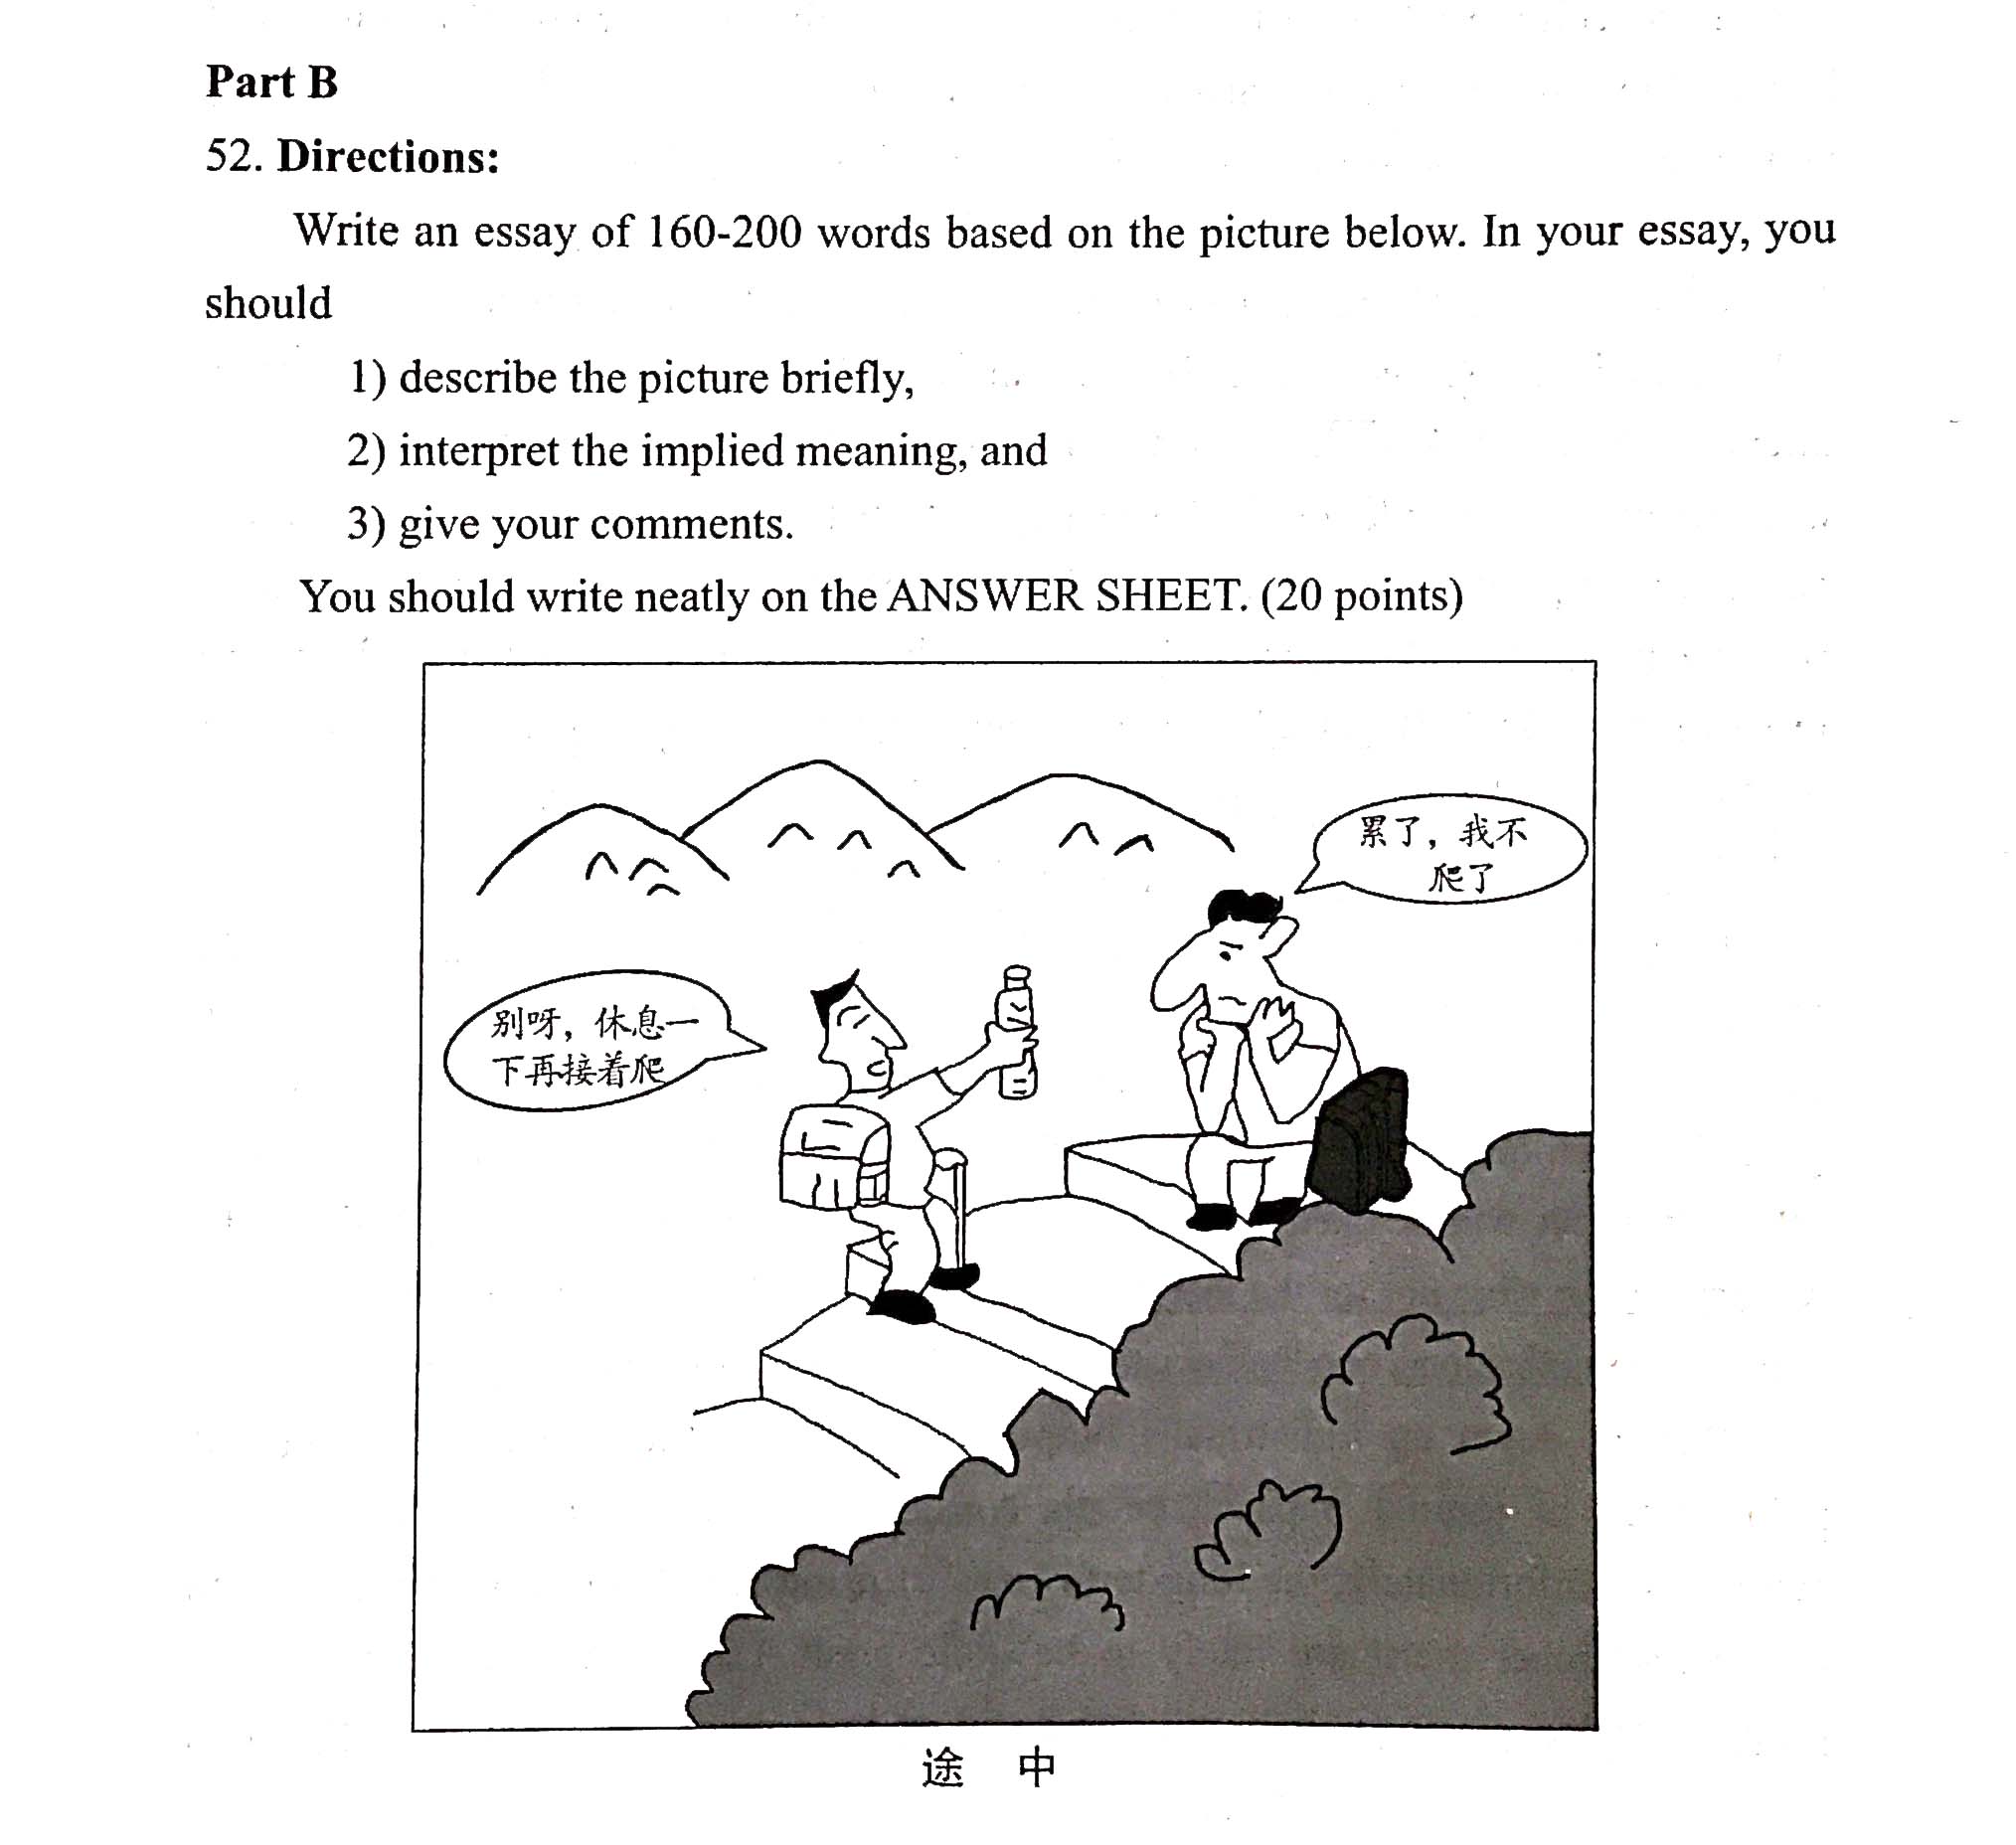 Part B
52. Directions:
Write an essay of 160-200 words based on the picture below. In your essay, you
should
1) describe the picture briefly,
2) interpret the implied meaning, and
3) give your comments.
You should write neatly on the ANSWER SHEET. (20 points)
累了，我不
爬了
别呀，休息一
下再接着爬
途 中